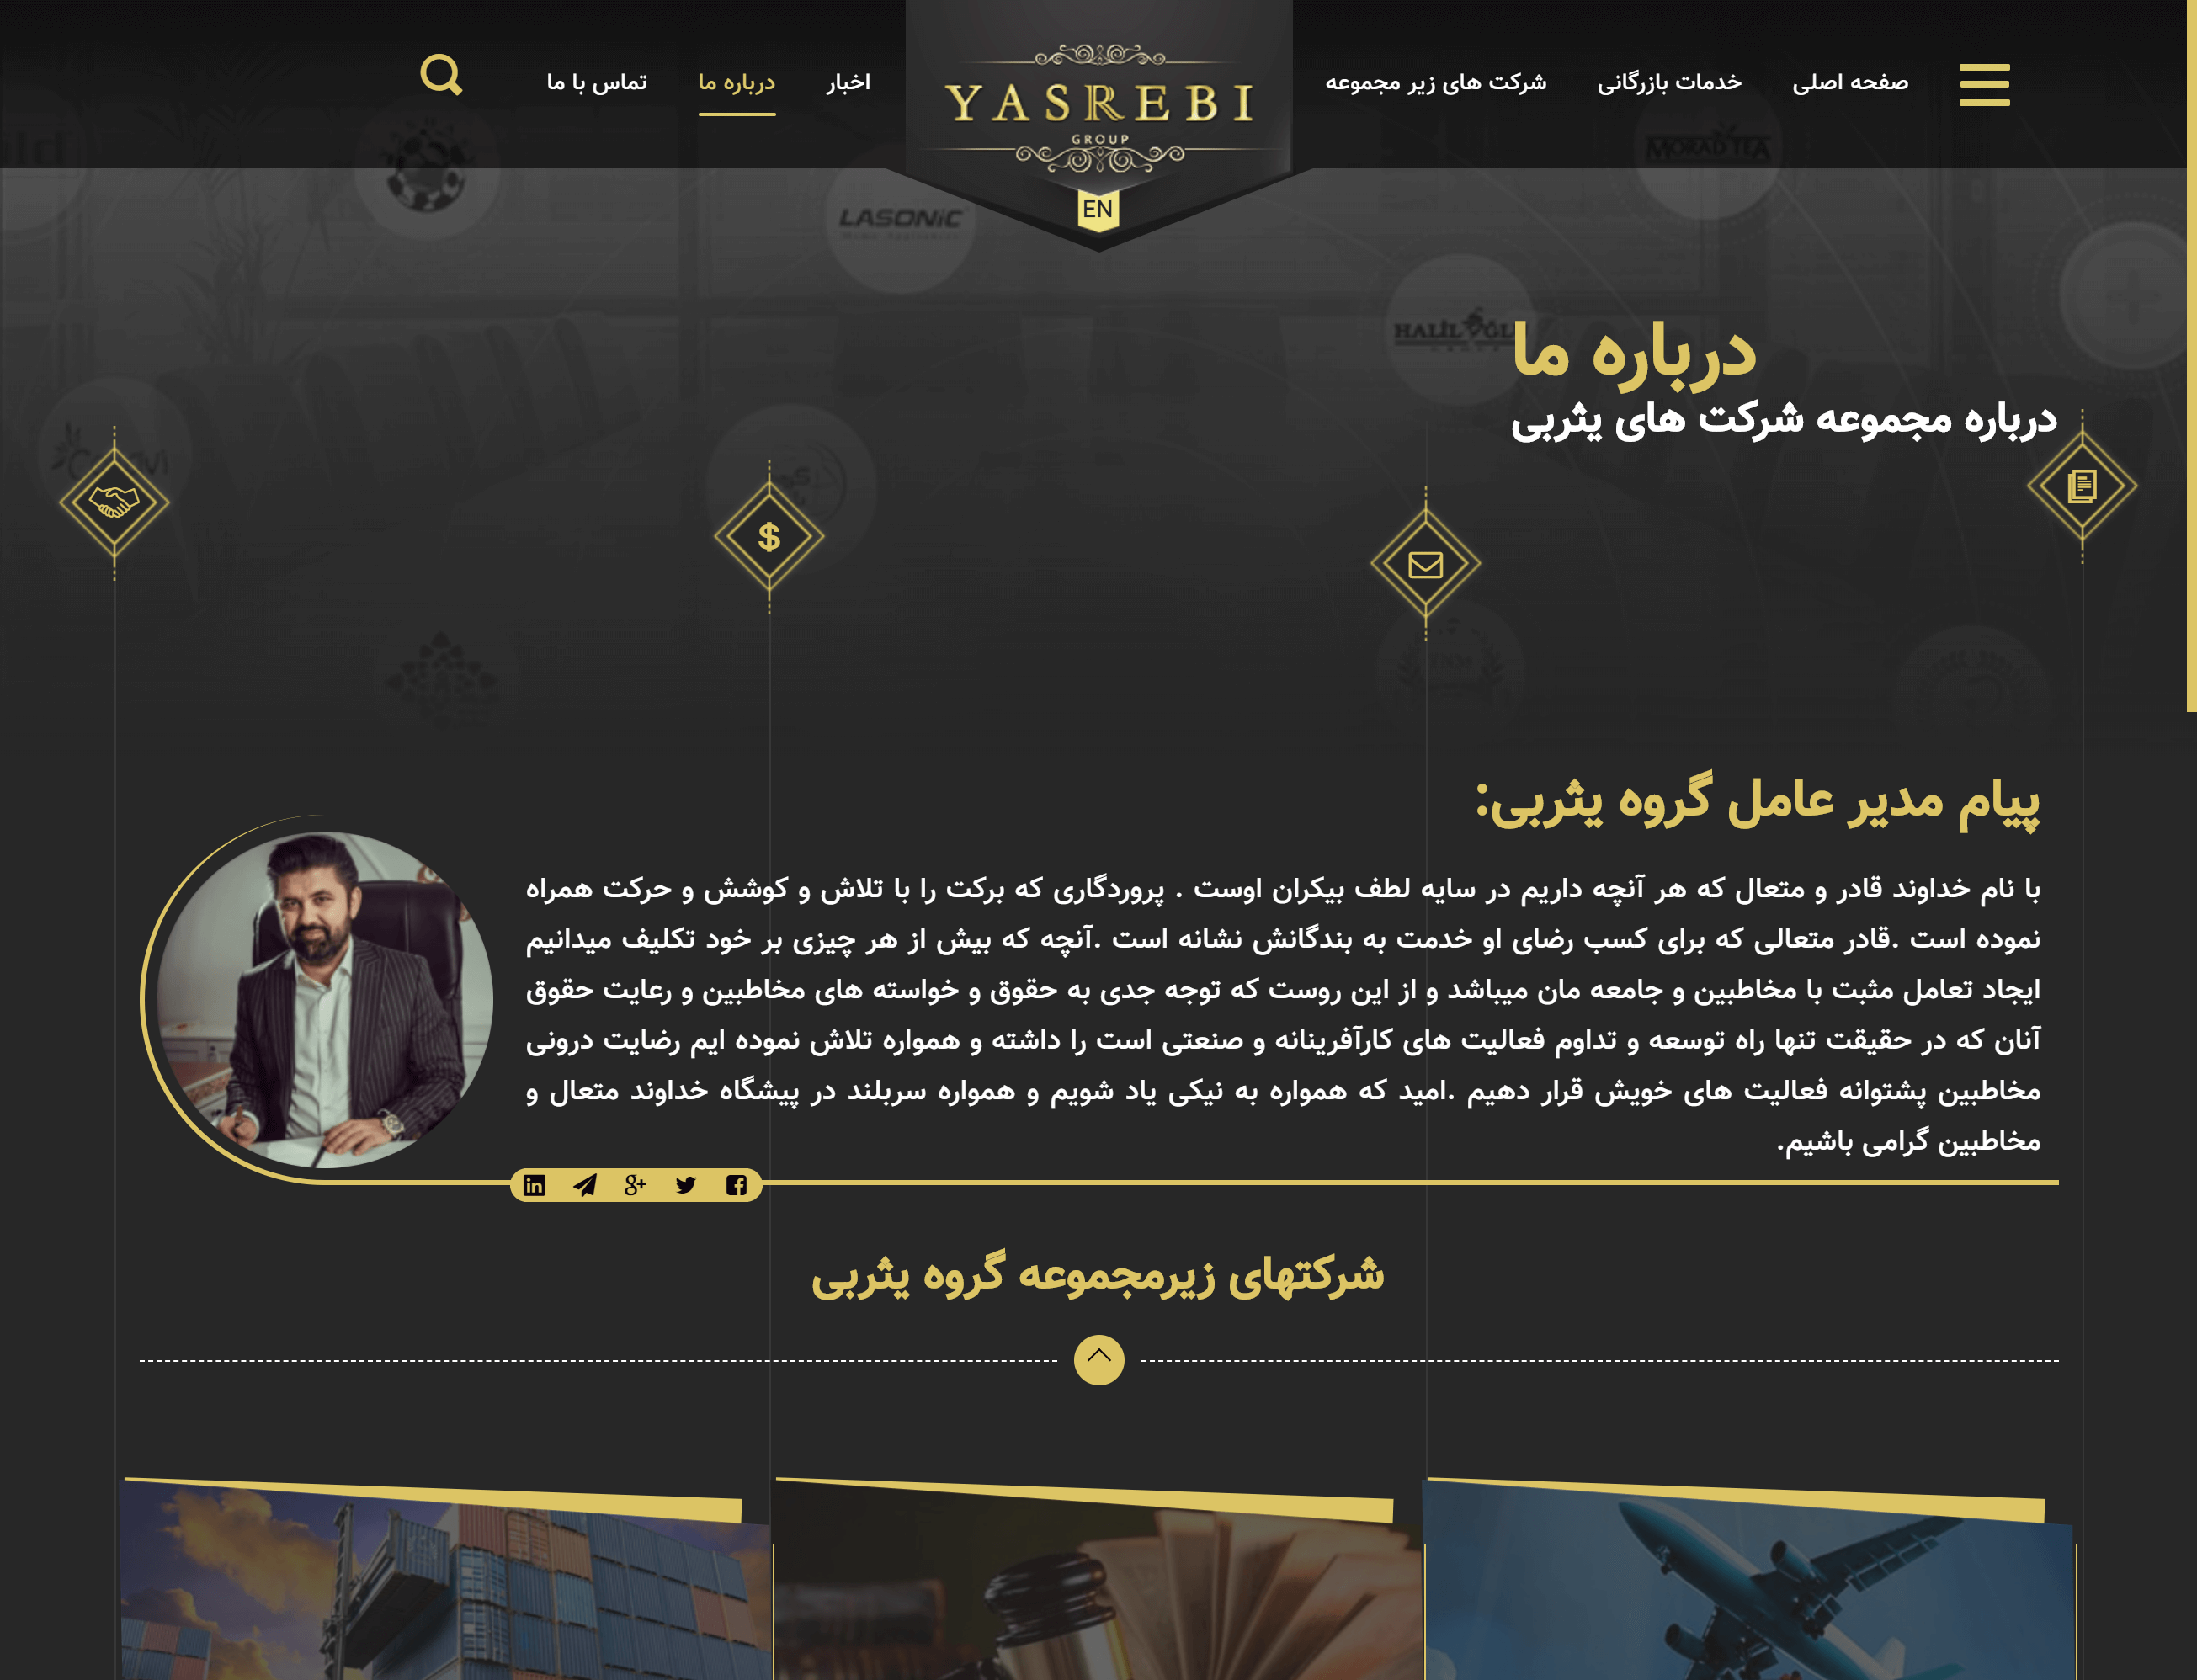 صفحه اصلی
خدمات بازرگانی
شرکت های زیر مجموعه
YASREBI
GROUP
EN
اخبار
درباره ما
تماس با ما
MORAD TEA
LASONiC
درباره ما
درباره مجموعه شرکت های یثربی
پیام مدیر عامل گروه یثربی:
با نام خداوند قادر و متعال که هر آنچه داریم در سایه لطف بیکران اوست . پروردگاری که برکت را با تلاش و کوشش و حرکت همراه
نموده است .قادر متعالی که برای کسب رضای او خدمت به بندگانش نشانه است .آنچه که بیش از هر چیزی بر خود تکلیف میدانیم
ایجاد تعامل مثبت با مخاطبین و جامعه مان میباشد و از این روست که توجه جدی به حقوق و خواسته های مخاطبین و رعایت حقوق
آنان که در حقیقت تنها راه توسعه و تداوم فعالیت های کارآفرینانه و صنعتی است را داشته و همواره تلاش نموده ایم رضایت درونی
مخاطبین پشتوانه فعالیت های خویش قرار دهیم .امید که همواره به نیکی یاد شویم و همواره سربلند در پیشگاه خداوند متعال و
مخاطبین گرامی باشیم.
شرکتهای زیرمجموعه گروه یثربی